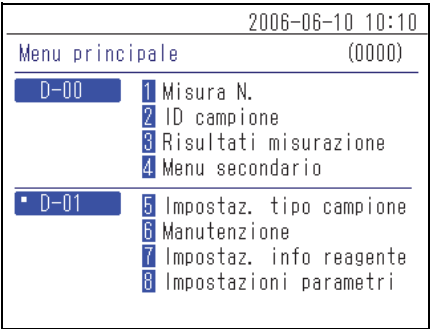 2006-06-10 10:10
Menu principale (0000)
D-00 1 Misura N.
2 ID campione
3 Risultati misurazione
4 Menu secondario
D-01 5 Impostaz. tipo campione
6 Manutenzione
7 Impostaz. info reagente
8 Impostazioni parametri